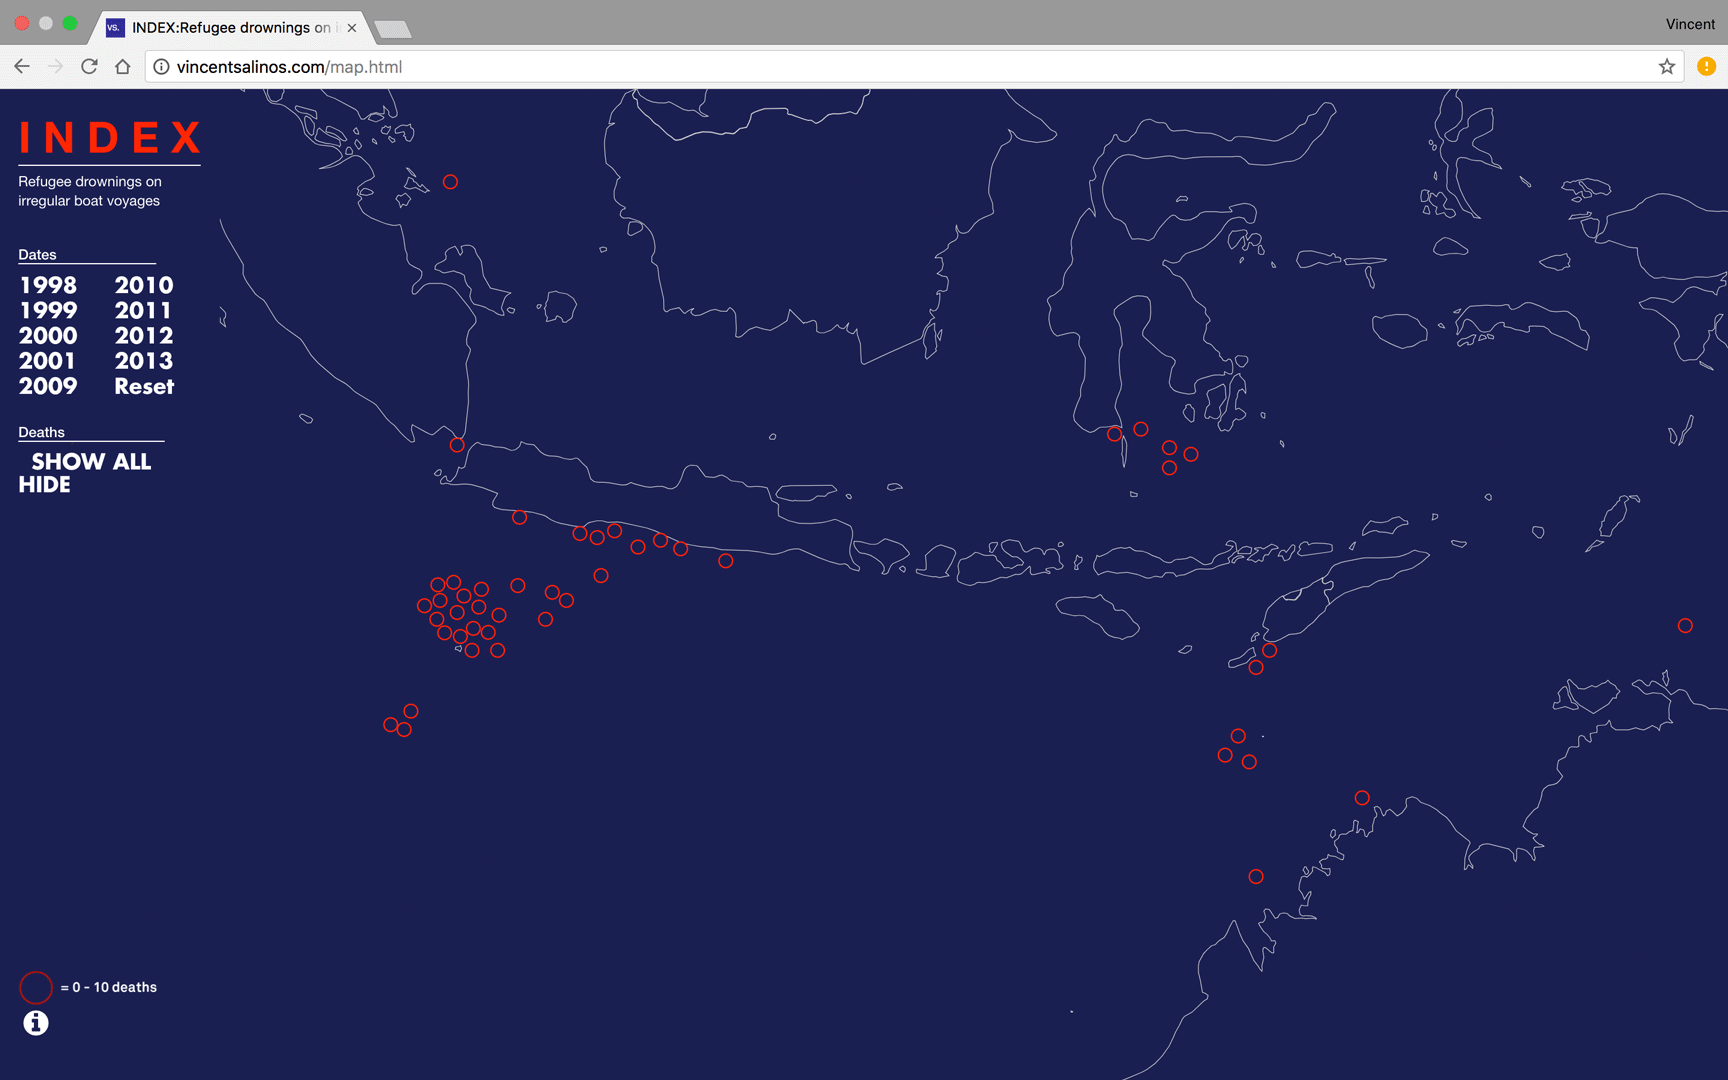 vs. INDEX:Refugee drownings on
Vincent
vincentsalinos.com/map.html
INDEX
Refugee drownings on
irregular boat voyages
Dates
1998 2010
1999 2011
2000 2012
2001 2013
2009 Reset
Deaths
SHOW ALL
HIDE
= 0 - 10 deaths